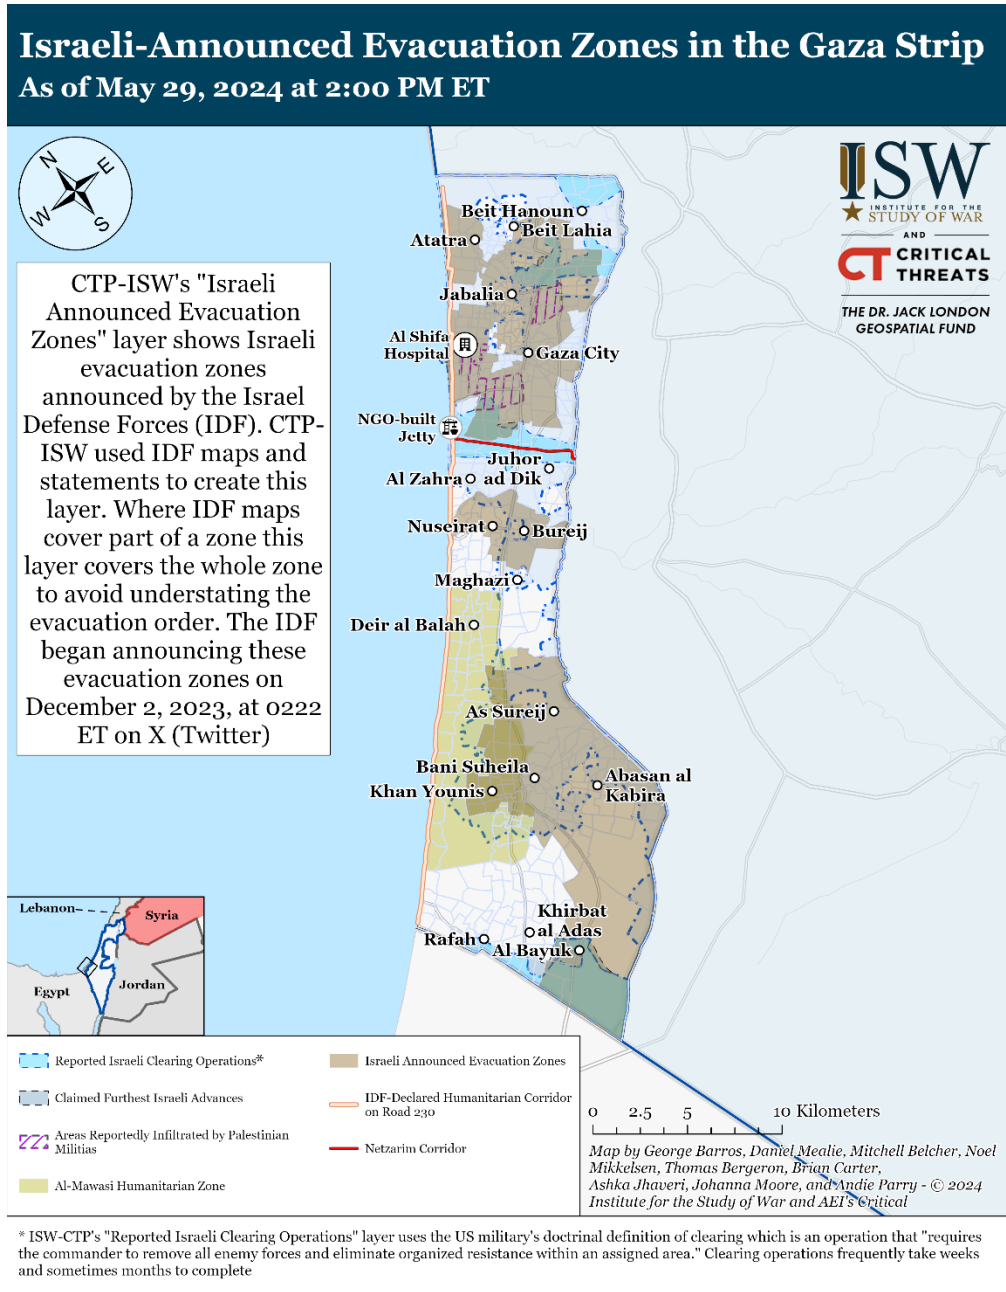 Israeli-Announced Evacuation Zones in the Gaza Strip
As of May 29, 2024 at 2:00 PM ET
N
E
W
S
ISW
INSTITUTE FOR THE
STUDY OF WAR
AND
CT CRITICAL
THREATS
THE DR. JACK LONDON
GEOSPATIAL FUND
CTP-ISW's "Israeli
Announced Evacuation
Zones" layer shows Israeli
evacuation zones
announced by the Israel
Defense Forces (IDF). CTP-
ISW used IDF maps and
statements to create this
layer. Where IDF maps
cover part of a zone this
layer covers the whole zone
to avoid understating the
evacuation order. The IDF
began announcing these
evacuation zones on
December 2, 2023, at 0222
ET on X (Twitter)
Beit Hanoun
Beit Lahia
Atatra
Jabalia
Al Shifa
Hospital
Gaza City
NGO-built
Jetty
Juhor
ad Dik
Al Zahra
Nuseirat
Bureij
Maghazi
Deir al Balah
As Sureij
Bani Suheila
Abasan al
Kabira
Khan Younis
Khirbat
al Adas
Rafah
Al Bayuk
Lebanon
Syria
Egypt
Jordan
Reported Israeli Clearing Operations*
Claimed Furthest Israeli Advances
Areas Reportedly Infiltrated by Palestinian
Militias
Al-Mawasi Humanitarian Zone
Israeli Announced Evacuation Zones
IDF-Declared Humanitarian Corridor
on Road 230
Netzarim Corridor
0 2.5 5 10 Kilometers
Map by George Barros, Daniel Mealie, Mitchell Belcher, Noel
Mikkelsen, Thomas Bergeron, Brian Carter,
Ashka Jhaveri, Johanna Moore, and Andie Parry - © 2024
Institute for the Study of War and AEI's Critical
* ISW-CTP's "Reported Israeli Clearing Operations" layer uses the US military's doctrinal definition of clearing which is an operation that "requires
the commander to remove all enemy forces and eliminate organized resistance within an assigned area." Clearing operations frequently take weeks
and sometimes months to complete